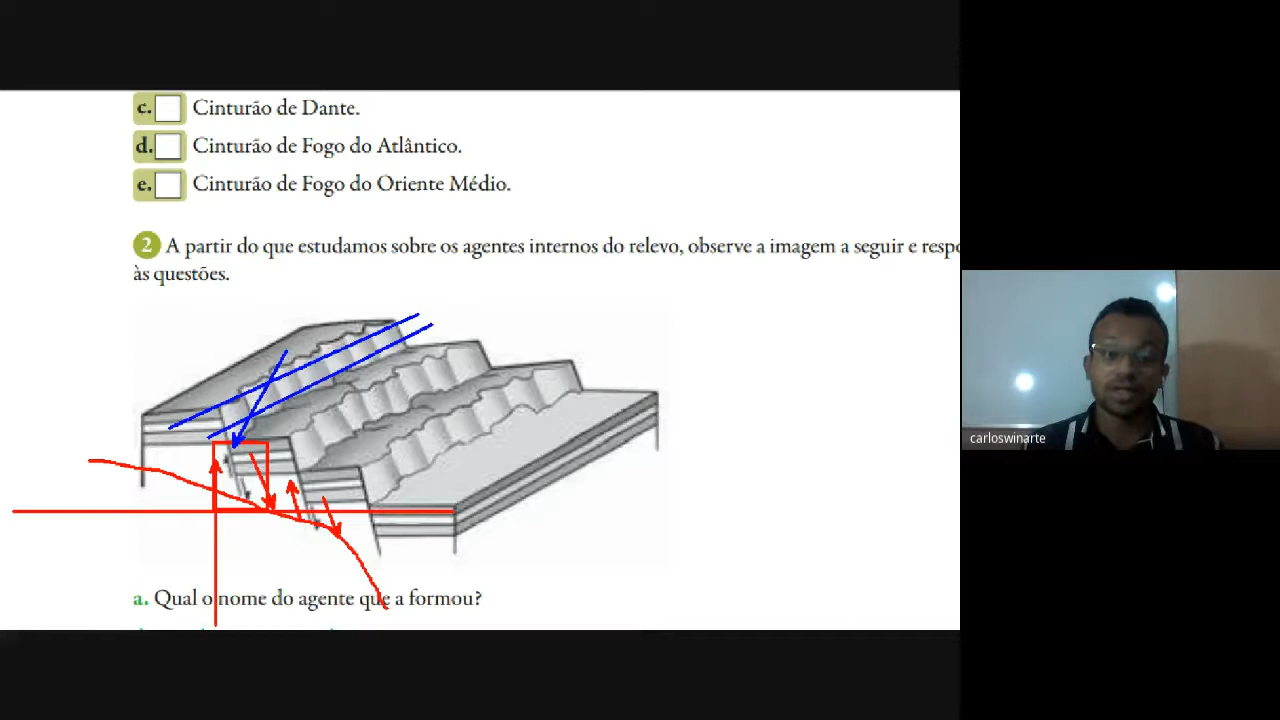 c. Cinturão de Dante.
d. Cinturão de Fogo do Atlântico.
e. Cinturão de Fogo do Oriente Médio.
2 A partir do que estudamos sobre os agentes internos do relevo, observe a imagem a seguir e respo
às questões.
carloswinarte
a. Qual o nome do agente que a formou?